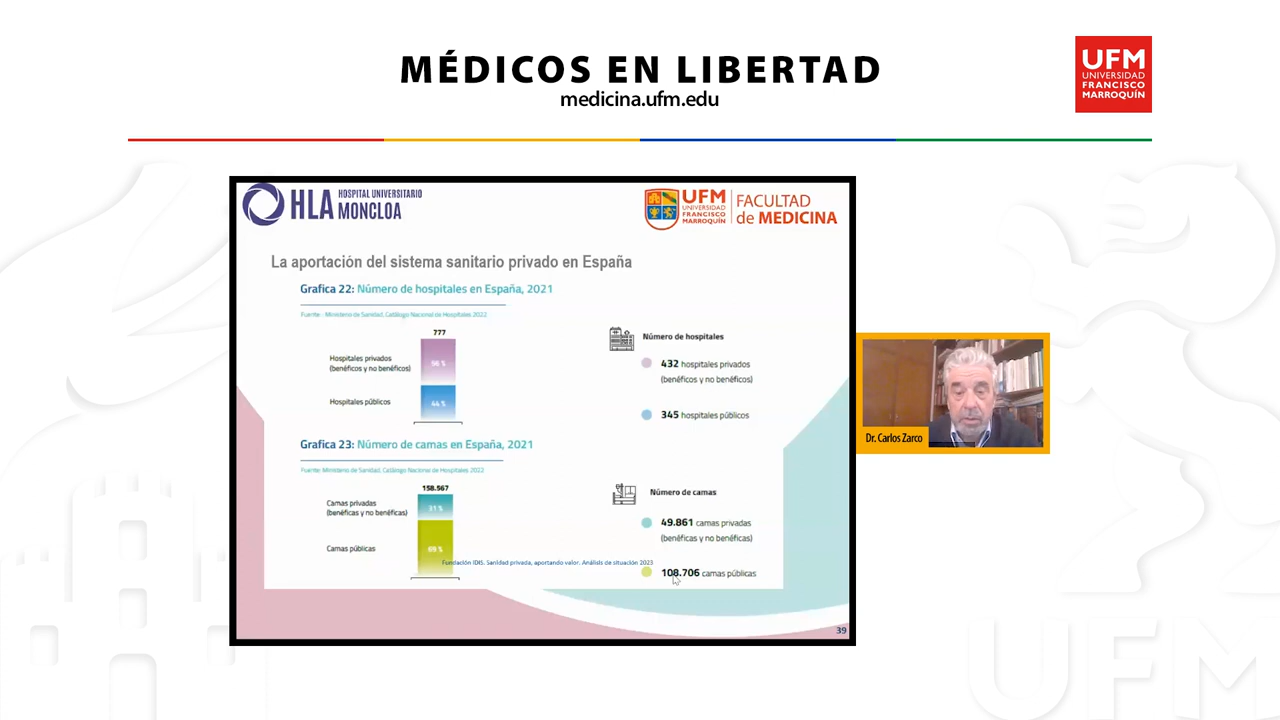 MÉDICOS EN LIBERTAD
medicina.ufm.edu
UFM
UNIVERSIDAD
FRANCISCO
MARROQUÍN
HLA HOSPITAL UNIVERSITARIO
MONCLOA
UFM
UNIVERSIDAD
FRANCISCO
MARROQUÍN
FACULTAD
de MEDICINA
La aportación del sistema sanitario privado en España
Grafica 22: Número de hospitales en España, 2021
Fuente: Ministerio de Sanidad, Catálogo Nacional de Hospitales 2022
777
Hospitales privados
(benéficos y no benéficos)
56 %
Hospitales públicos
44 %
Número de hospitales
432 hospitales privados
(benéficos y no benéficos)
345 hospitales públicos
Grafica 23: Número de camas en España, 2021
Fuente: Ministerio de Sanidad, Catálogo Nacional de Hospitales 2022
158.567
Camas privadas
(benéficas y no benéficas)
31 %
Camas públicas
69 %
Número de camas
49.861 camas privadas
(benéficas y no benéficas)
108.706 camas públicas
Fundación IDIS. Sanidad privada, aportando valor. Análisis de situación 2023
39
Dr. Carlos Zarco
UFM